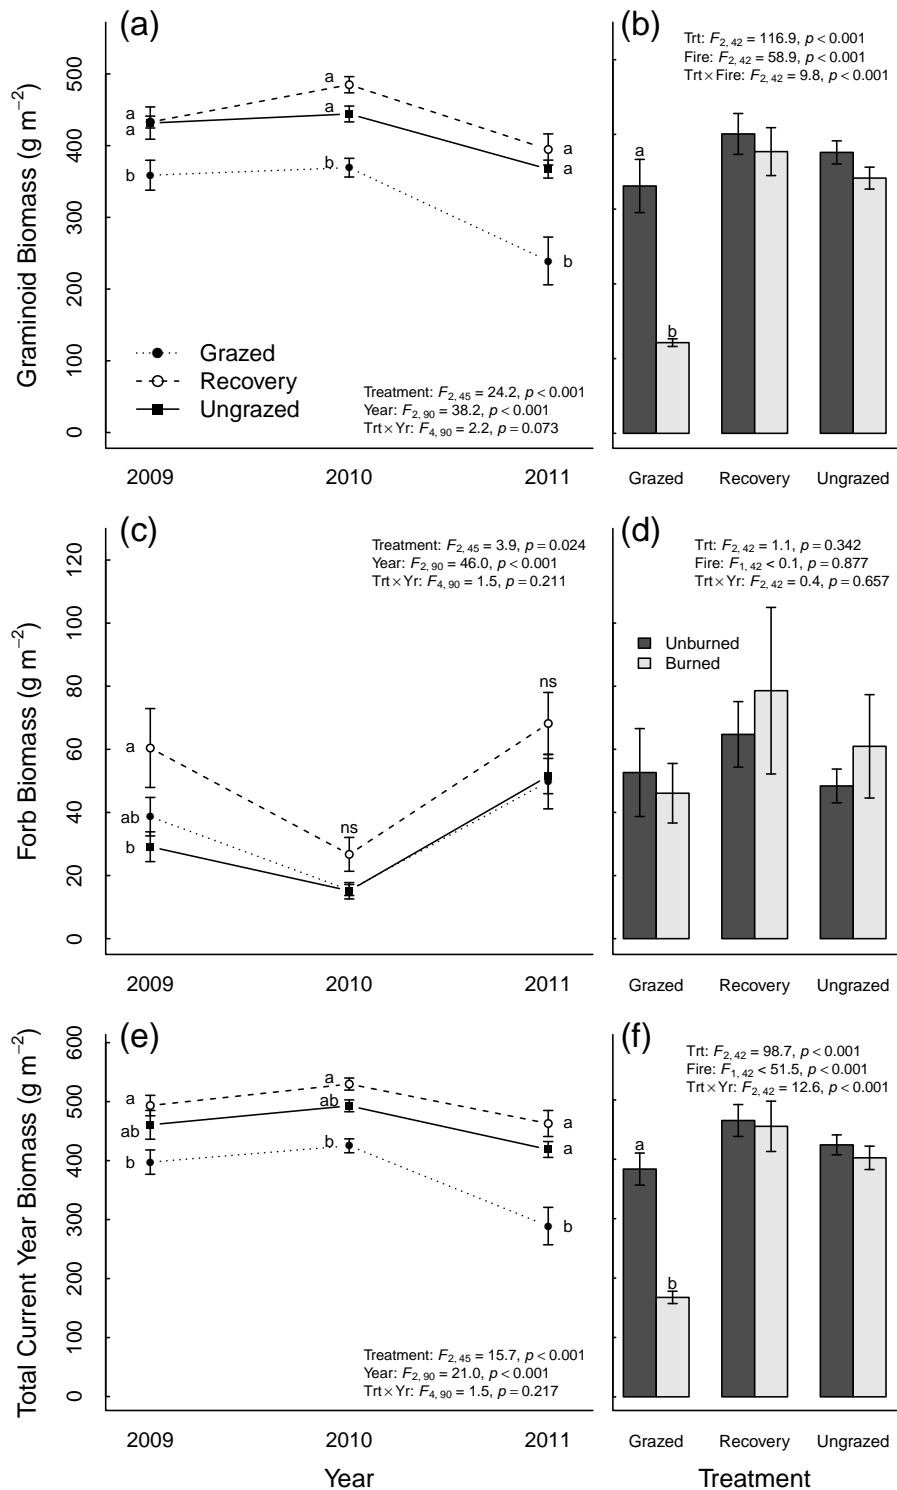 (a)
Graminoid Biomass (g m−2)
500
400
300
200
100
0
a
a
b
a
a
b
a
a
b
Grazed
Recovery
Ungrazed
Treatment: F2, 45 = 24.2, p < 0.001
Year: F2, 90 = 38.2, p < 0.001
Trt × Yr: F4, 90 = 2.2, p = 0.073
2009 2010 2011
(b)
Trt: F2, 42 = 116.9, p < 0.001
Fire: F2, 42 = 58.9, p < 0.001
Trt × Fire: F2, 42 = 9.8, p < 0.001
a
b
Grazed Recovery Ungrazed
(c)
Forb Biomass (g m−2)
120
100
80
60
40
20
0
Treatment: F2, 45 = 3.9, p = 0.024
Year: F2, 90 = 46.0, p < 0.001
Trt × Yr: F4, 90 = 1.5, p = 0.211
a
ab
b
ns
ns
2009 2010 2011
(d)
Trt: F2, 42 = 1.1, p = 0.342
Fire: F1, 42 < 0.1, p = 0.877
Trt × Yr: F2, 42 = 0.4, p = 0.657
Unburned
Burned
Grazed Recovery Ungrazed
(e)
Total Current Year Biomass (g m−2)
600
500
400
300
200
100
0
a
ab
b
a
ab
b
a
a
b
Treatment: F2, 45 = 15.7, p < 0.001
Year: F2, 90 = 21.0, p < 0.001
Trt × Yr: F4, 90 = 1.5, p = 0.217
2009 2010 2011
Year
(f)
Trt: F2, 42 = 98.7, p < 0.001
Fire: F1, 42 < 51.5, p < 0.001
Trt × Yr: F2, 42 = 12.6, p < 0.001
a
b
Grazed Recovery Ungrazed
Treatment